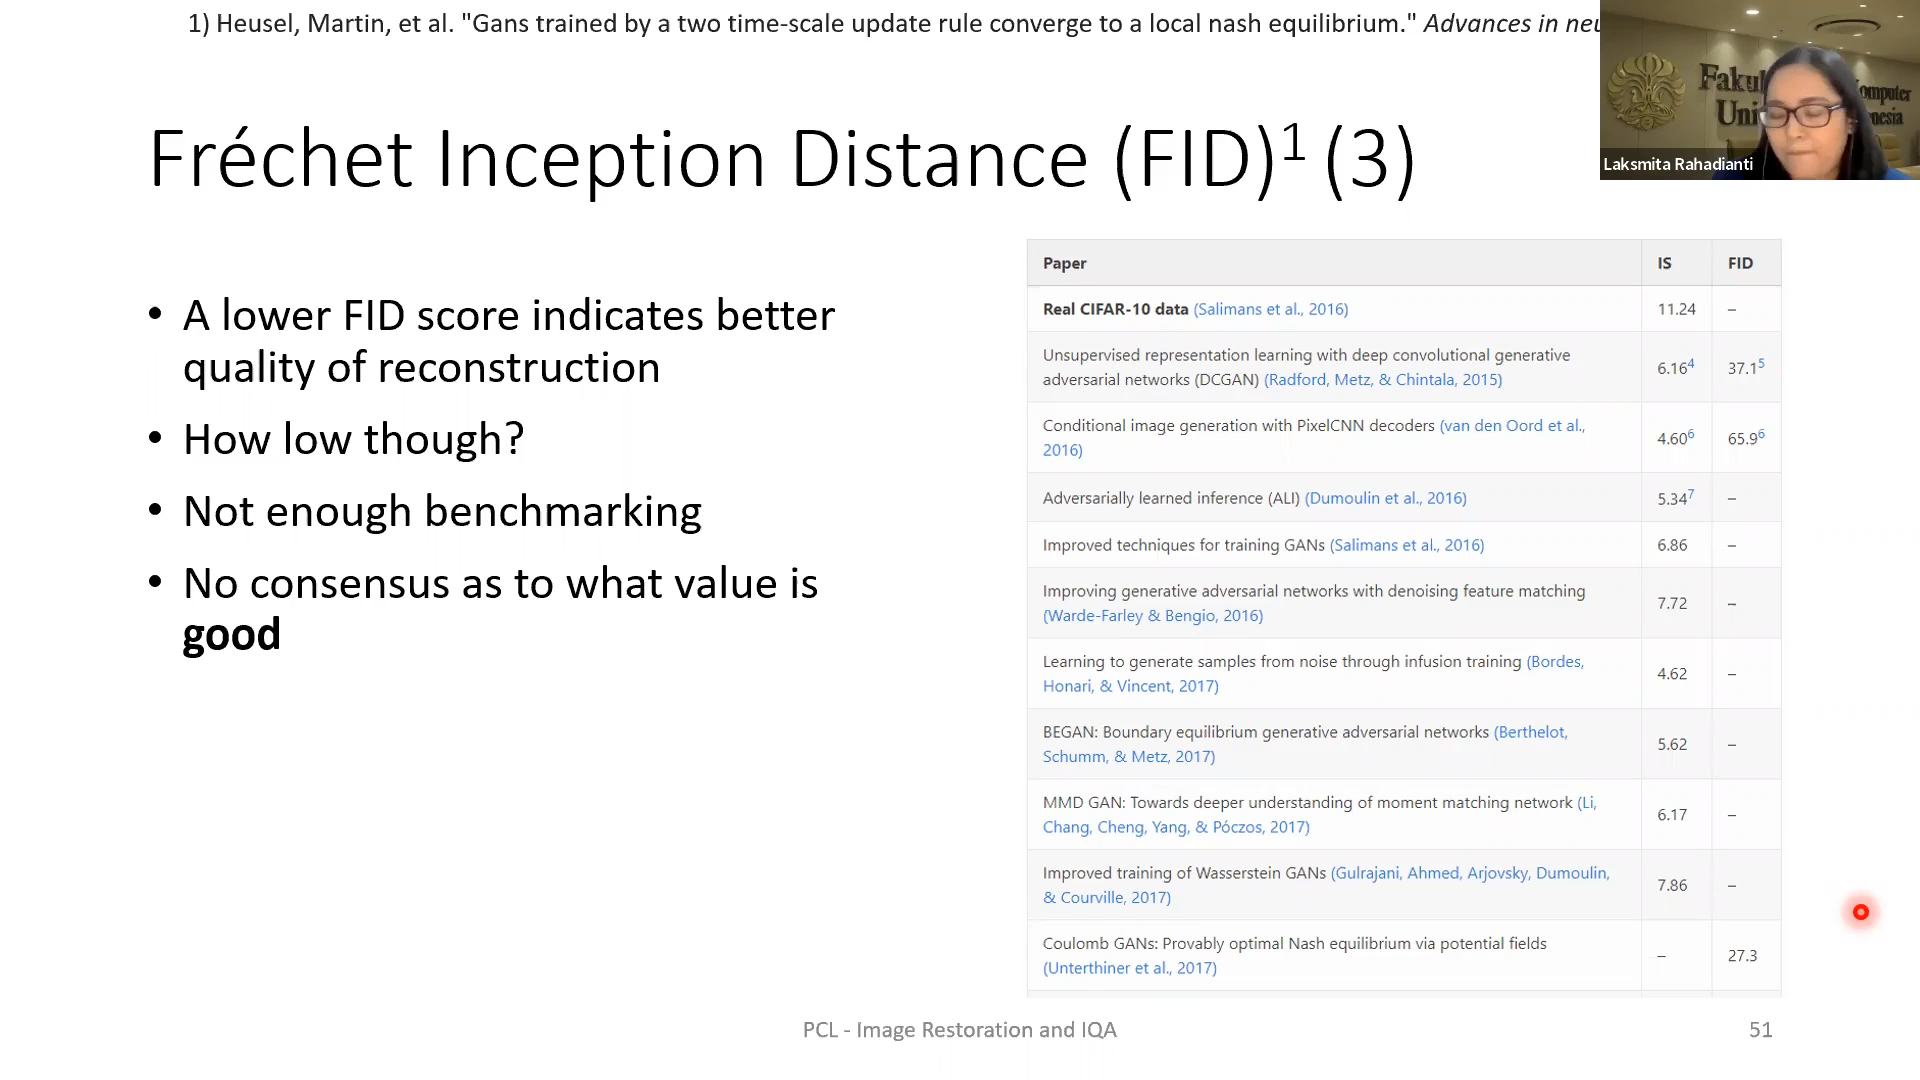 1) Heusel, Martin, et al. "Gans trained by a two time-scale update rule converge to a local nash equilibrium." Advances in neu
Fakul
omputer
Uni
nesia
Laksmita Rahadianti
Fréchet Inception Distance (FID)¹ (3)
• A lower FID score indicates better
quality of reconstruction
• How low though?
• Not enough benchmarking
• No consensus as to what value is
good
Paper IS FID
Real CIFAR-10 data (Salimans et al., 2016) 11.24 –
Unsupervised representation learning with deep convolutional generative
adversarial networks (DCGAN) (Radford, Metz, & Chintala, 2015) 6.16⁴ 37.1⁵
Conditional image generation with PixelCNN decoders (van den Oord et al.,
2016) 4.60⁶ 65.9⁶
Adversarially learned inference (ALI) (Dumoulin et al., 2016) 5.34⁷ –
Improved techniques for training GANs (Salimans et al., 2016) 6.86 –
Improving generative adversarial networks with denoising feature matching
(Warde-Farley & Bengio, 2016) 7.72 –
Learning to generate samples from noise through infusion training (Bordes,
Honari, & Vincent, 2017) 4.62 –
BEGAN: Boundary equilibrium generative adversarial networks (Berthelot,
Schumm, & Metz, 2017) 5.62 –
MMD GAN: Towards deeper understanding of moment matching network (Li,
Chang, Cheng, Yang, & Póczos, 2017) 6.17 –
Improved training of Wasserstein GANs (Gulrajani, Ahmed, Arjovsky, Dumoulin,
& Courville, 2017) 7.86 –
Coulomb GANs: Provably optimal Nash equilibrium via potential fields
(Unterthiner et al., 2017) – 27.3
PCL - Image Restoration and IQA
51